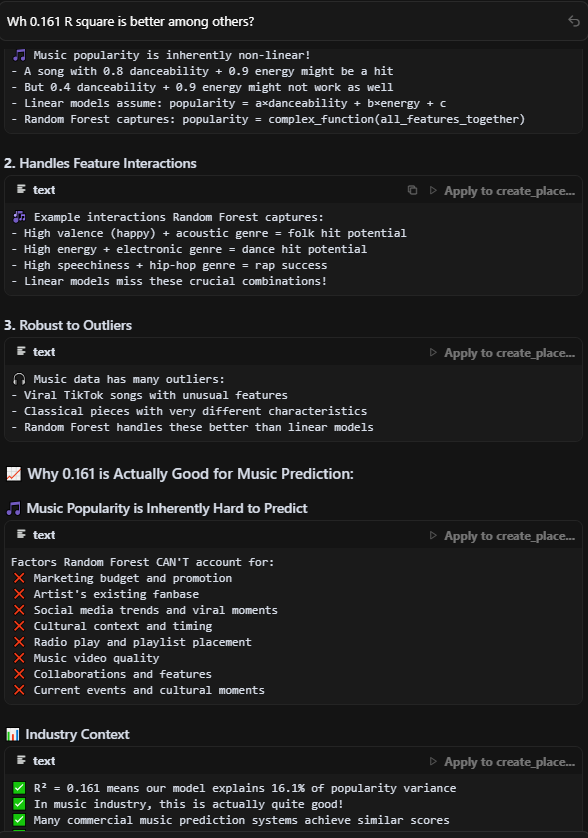 Wh 0.161 R square is better among others?
🎵 Music popularity is inherently non-linear!
- A song with 0.8 danceability + 0.9 energy might be a hit
- But 0.4 danceability + 0.9 energy might not work as well
- Linear models assume: popularity = a×danceability + b×energy + c
- Random Forest captures: popularity = complex_function(all_features_together)
2. Handles Feature Interactions
text
Apply to create_place...
🎶 Example interactions Random Forest captures:
- High valence (happy) + acoustic genre = folk hit potential
- High energy + electronic genre = dance hit potential
- High speechiness + hip-hop genre = rap success
- Linear models miss these crucial combinations!
3. Robust to Outliers
text
Apply to create_place...
🎧 Music data has many outliers:
- Viral TikTok songs with unusual features
- Classical pieces with very different characteristics
- Random Forest handles these better than linear models
📈 Why 0.161 is Actually Good for Music Prediction:
🎵 Music Popularity is Inherently Hard to Predict
text
Apply to create_place...
Factors Random Forest CAN'T account for:
❌ Marketing budget and promotion
❌ Artist's existing fanbase
❌ Social media trends and viral moments
❌ Cultural context and timing
❌ Radio play and playlist placement
❌ Music video quality
❌ Collaborations and features
❌ Current events and cultural moments
📊 Industry Context
text
Apply to create_place...
✅ R² = 0.161 means our model explains 16.1% of popularity variance
✅ In music industry, this is actually quite good!
✅ Many commercial music prediction systems achieve similar scores